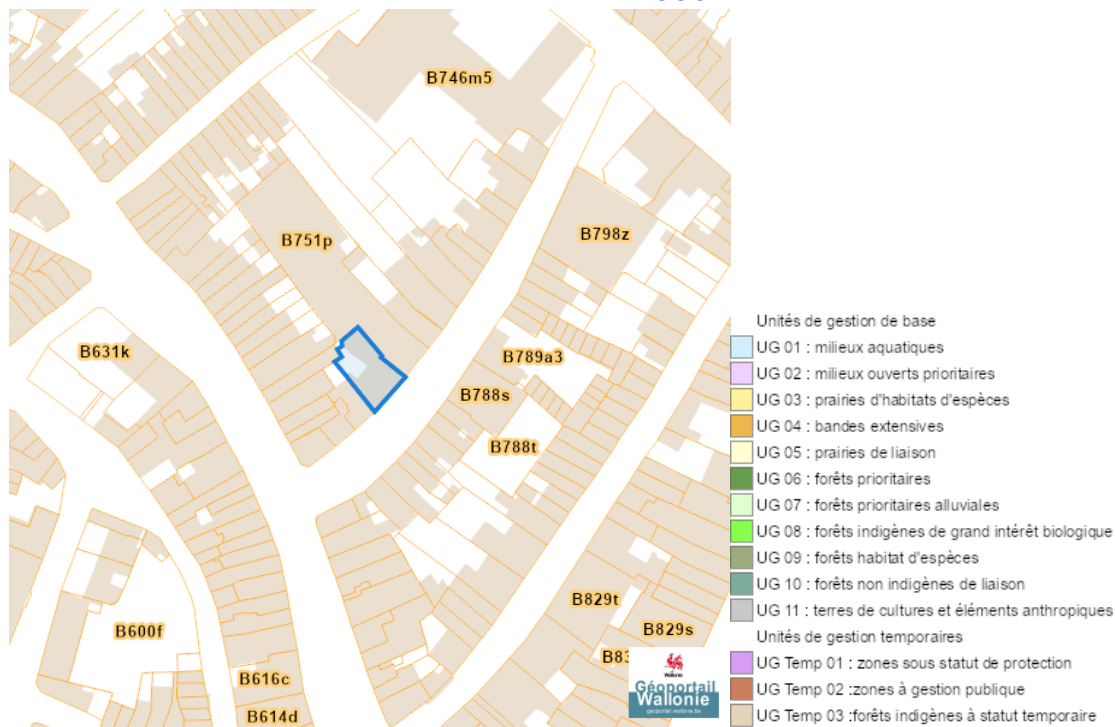 B746m5
B751p
B798z
B631k
B789a3
B788s
B788t
B829t
B829s
B600f
B616c
B614d
Wallonie
Géoportail
Wallonie
geoportail.wallonie.be
Unités de gestion de base
UG 01 : milieux aquatiques
UG 02 : milieux ouverts prioritaires
UG 03 : prairies d'habitats d'espèces
UG 04 : bandes extensives
UG 05 : prairies de liaison
UG 06 : forêts prioritaires
UG 07 : forêts prioritaires alluviales
UG 08 : forêts indigènes de grand intérêt biologique
UG 09 : forêts habitat d'espèces
UG 10 : forêts non indigènes de liaison
UG 11 : terres de cultures et éléments anthropiques
Unités de gestion temporaires
UG Temp 01 : zones sous statut de protection
UG Temp 02 :zones à gestion publique
UG Temp 03 :forêts indigènes à statut temporaire